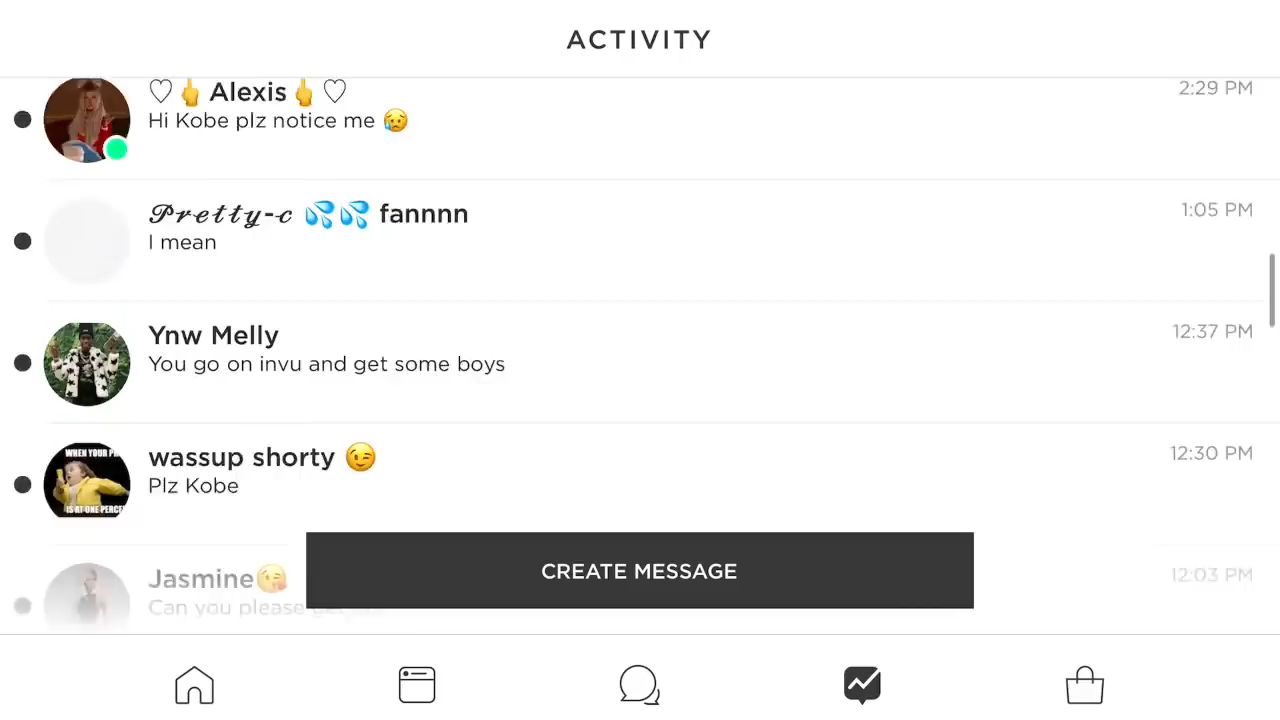 ACTIVITY
♡👆Alexis👆♡
2:29 PM
Hi Kobe plz notice me 😥
𝓟𝓻𝓮𝓽𝓽𝔂-𝓬 💦💦 fannnn
1:05 PM
I mean
Ynw Melly
12:37 PM
You go on invu and get some boys
wassup shorty 😉
12:30 PM
Plz Kobe
WHEN YOUR
IS AT ONE
CREATE MESSAGE
Jasmine😘
12:03 PM
Can you please